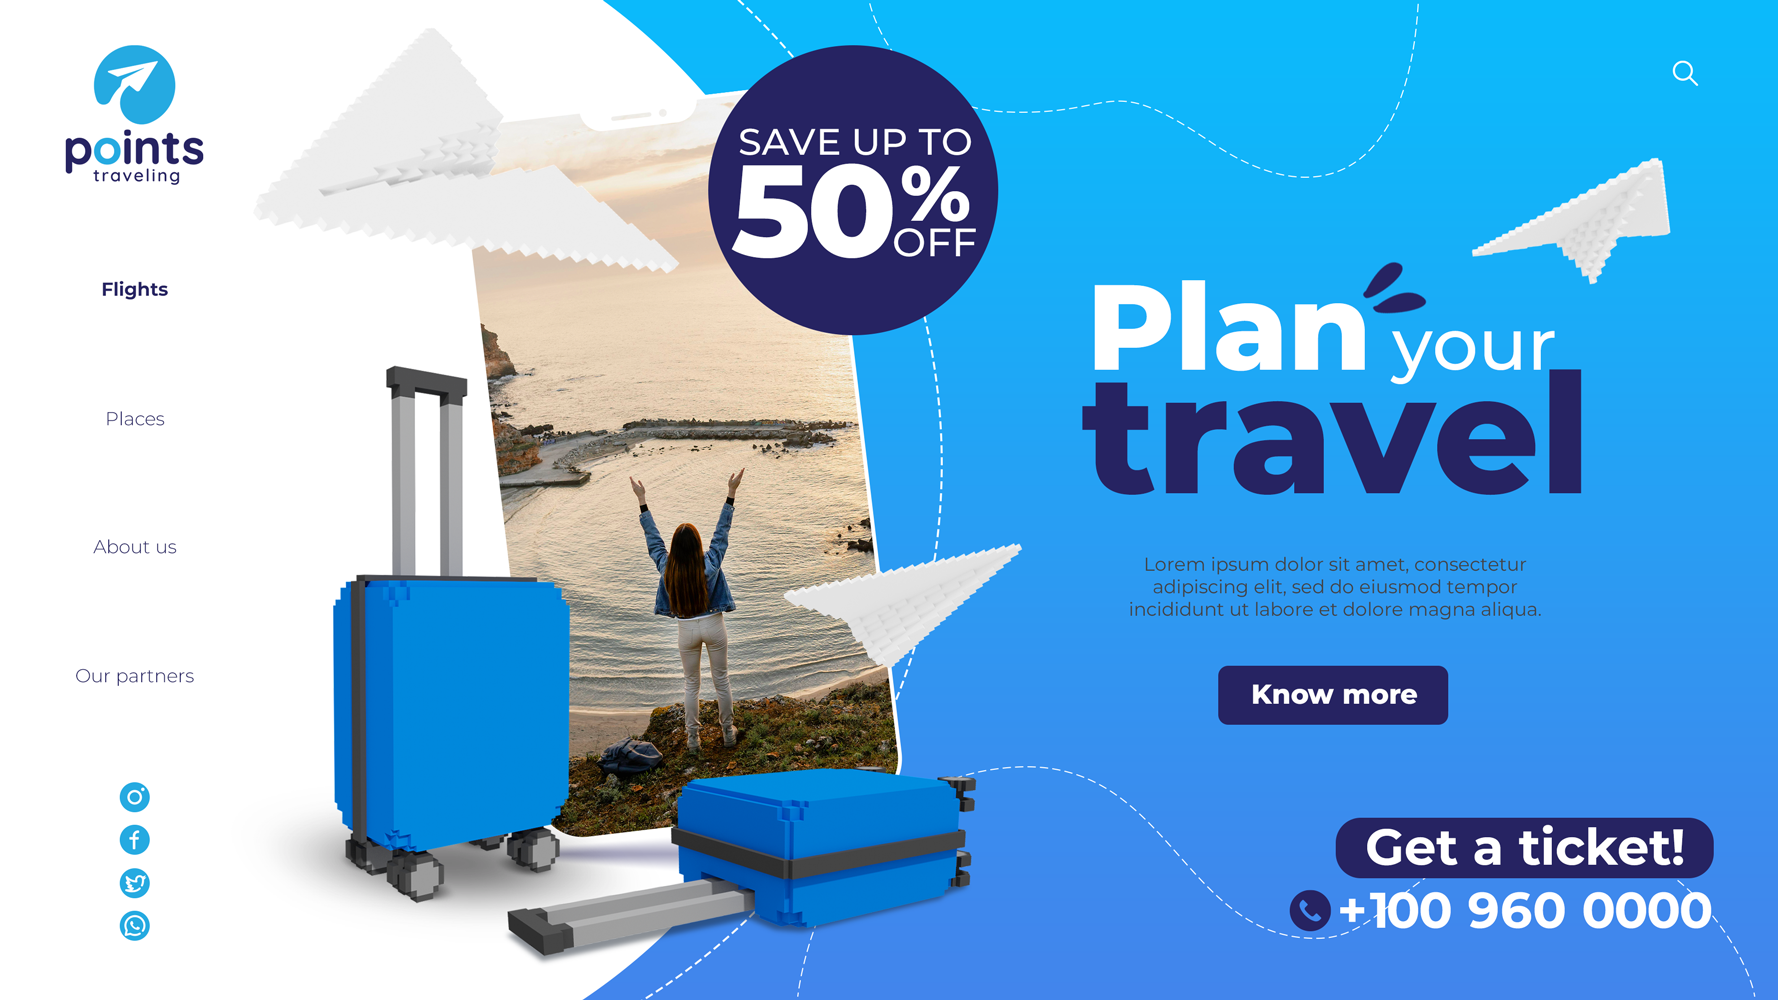 points
traveling
Flights
Places
About us
Our partners
SAVE UP TO
50%
OFF
Plan your
travel
Lorem ipsum dolor sit amet, consectetur
adipiscing elit, sed do eiusmod tempor
incididunt ut labore et dolore magna aliqua.
Know more
Get a ticket!
+100 960 0000